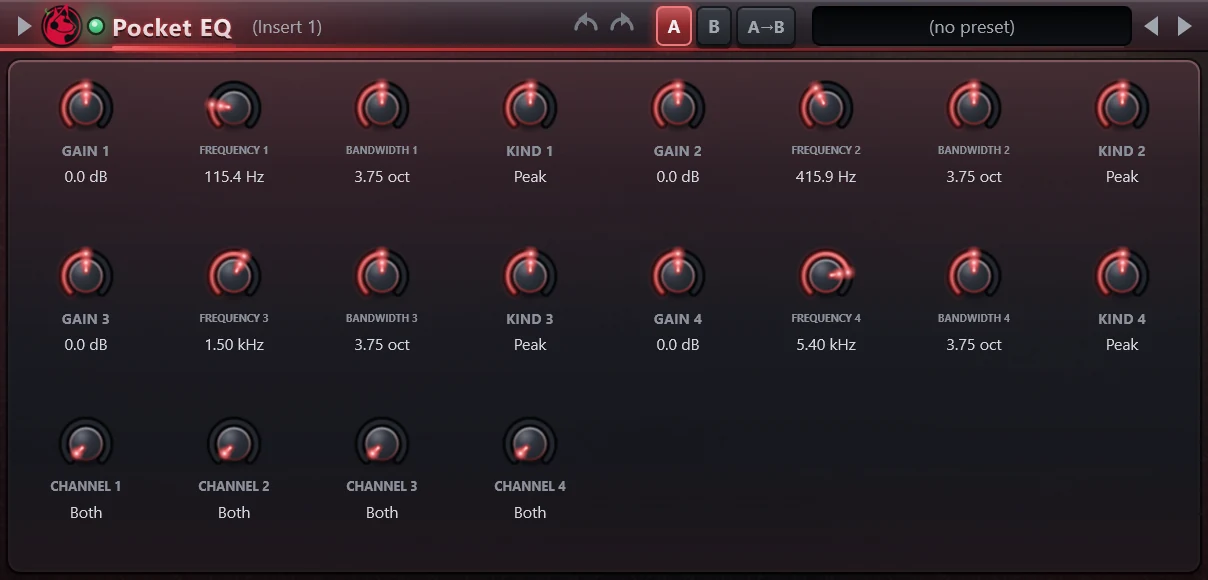 Pocket EQ (Insert 1) A B A→B (no preset)
GAIN 1 FREQUENCY 1 BANDWIDTH 1 KIND 1 GAIN 2 FREQUENCY 2 BANDWIDTH 2 KIND 2
0.0 dB 115.4 Hz 3.75 oct Peak 0.0 dB 415.9 Hz 3.75 oct Peak
GAIN 3 FREQUENCY 3 BANDWIDTH 3 KIND 3 GAIN 4 FREQUENCY 4 BANDWIDTH 4 KIND 4
0.0 dB 1.50 kHz 3.75 oct Peak 0.0 dB 5.40 kHz 3.75 oct Peak
CHANNEL 1 CHANNEL 2 CHANNEL 3 CHANNEL 4
Both Both Both Both